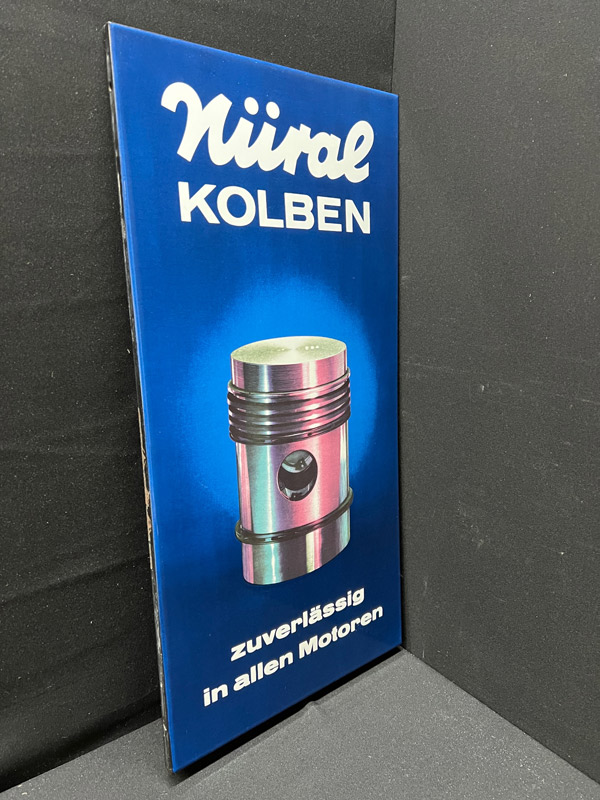 Nüral
KOLBEN
zuverlässig
in allen Motoren